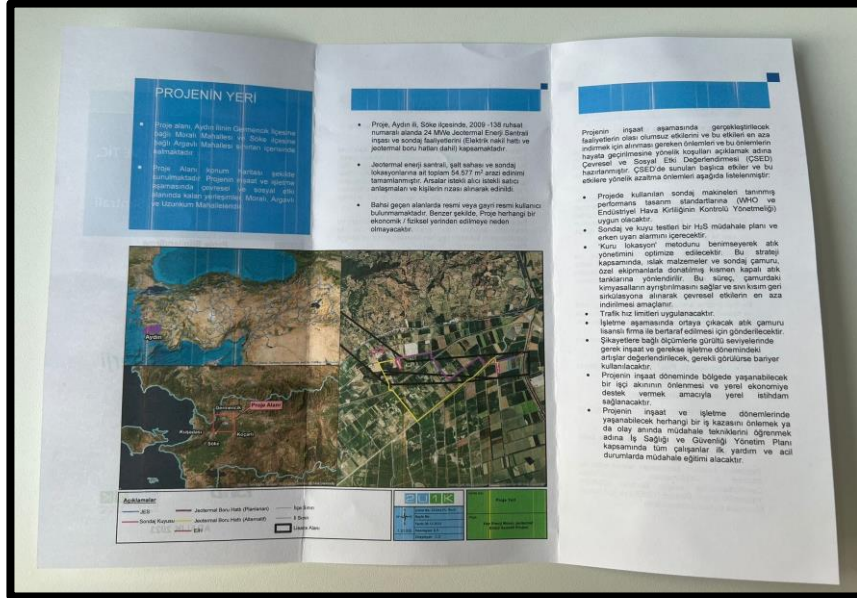 PROJENİN YERİ
Proje alanı, Aydın İlinin Germencik ilçesine
bağlı Moralı Mahallesi ve Söke ilçesine
bağlı Argavlı Mahallesi sınırları içerisinde
kalmaktadır.
Proje Alanı konum haritası şekilde
sunulmaktadır. Projenin inşaat ve işletme
aşamasında çevresel ve sosyal etki
alanında kalan yerleşimler Moralı, Argavlı
ve Uzunkum Mahalleleridir.
• Proje, Aydın ili, Söke ilçesinde, 2009 -138 ruhsat
numaralı alanda 24 MWe Jeotermal Enerji Santrali
inşası ve sondaj faaliyetlerini (Elektrik nakil hattı ve
jeotermal boru hatları dahil) kapsamaktadır.
• Jeotermal enerji santrali, şalt sahası ve sondaj
lokasyonlarına ait toplam 54.577 m² arazi edinimi
tamamlanmıştır. Arsalar istekli alıcı istekli satıcı
anlaşmaları ve kişilerin rızası alınarak edinildi.
• Bahsi geçen alanlarda resmi veya gayri resmi kullanıcı
bulunmamaktadır. Benzer şekilde, Proje herhangi bir
ekonomik / fiziksel yerinden edilmeye neden
olmayacaktır.
Projenin inşaat aşamasında gerçekleştirilecek
faaliyetlerin olası olumsuz etkilerini ve bu etkileri en aza
indirmek için alınması gereken önlemleri ve bu önlemlerin
hayata geçirilmesine yönelik koşulları açıklamak adına
Çevresel ve Sosyal Etki Değerlendirmesi (ÇSED)
hazırlanmıştır. ÇSED'de sunulan başlıca etkiler ve bu
etkilere yönelik azaltma önlemleri aşağıda listelenmiştir:
• Projede kullanılan sondaj makineleri tanınmış
performans tasarım standartlarına (WHO ve
Endüstriyel Hava Kirliliğinin Kontrolü Yönetmeliği)
uygun olacaktır.
• Sondaj ve kuyu testleri bir H₂S müdahale planı ve
erken uyarı alarmını içerecektir.
• 'Kuru lokasyon' metodunu benimseyerek atık
yönetimini optimize edilecektir. Bu strateji
kapsamında, ıslak malzemeler ve sondaj çamuru,
özel ekipmanlarla donatılmış kısmen kapalı atık
tanklarına yönlendirilir. Bu süreç, çamurdaki
kimyasalların ayrıştırılmasını sağlar ve sıvı kısım geri
sirkülasyona alınarak çevresel etkilerin en aza
indirilmesi amaçlanır.
• Trafik hız limitleri uygulanacaktır.
• İşletme aşamasında ortaya çıkacak atık çamuru
lisanslı firma ile bertaraf edilmesi için gönderilecektir.
• Şikayetlere bağlı ölçümlerle gürültü seviyelerinde
gerek inşaat ve gerekse işletme dönemindeki
artışlar değerlendirilecek, gerekli görülürse bariyer
kullanılacaktır.
• Projenin inşaat döneminde bölgede yaşanabilecek
bir işçi akınının önlenmesi ve yerel ekonomiye
destek vermek amacıyla yerel istihdam
sağlanacaktır.
• Projenin inşaat ve işletme dönemlerinde
yaşanabilecek herhangi bir iş kazasını önlemek ya
da olay anında müdahale tekniklerini öğrenmek
adına İş Sağlığı ve Güvenliği Yönetim Planı
kapsamında tüm çalışanlar ilk yardım ve acil
durumlarda müdahale eğitimi alacaktır.
Aydın
Germencik
Proje Alanı
Kuşadası
Koçarlı
Söke
Açıklamalar
JES
Sondaj Kuyusu
Jeotermal Boru Hattı (Planlanan)
Jeotermal Boru Hattı (Alternatif)
EİH
İlçe Sınırı
İl Sınırı
Lisans Alanı
2U1K